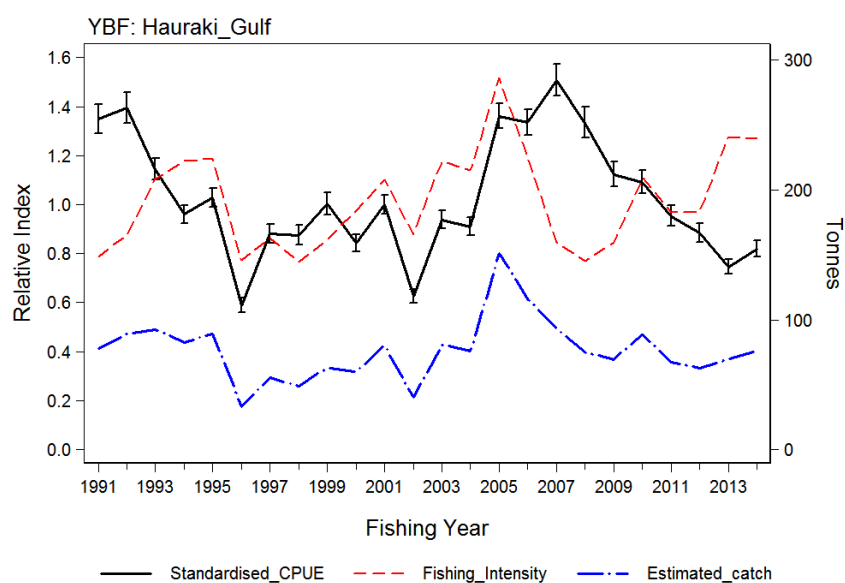 YBF: Hauraki_Gulf
1.6
1.4
1.2
1.0
0.8
0.6
0.4
0.2
0.0
Relative Index
300
200
100
0
Tonnes
1991 1993 1995 1997 1999 2001 2003 2005 2007 2009 2011 2013
Fishing Year
Standardised_CPUE Fishing_Intensity Estimated_catch